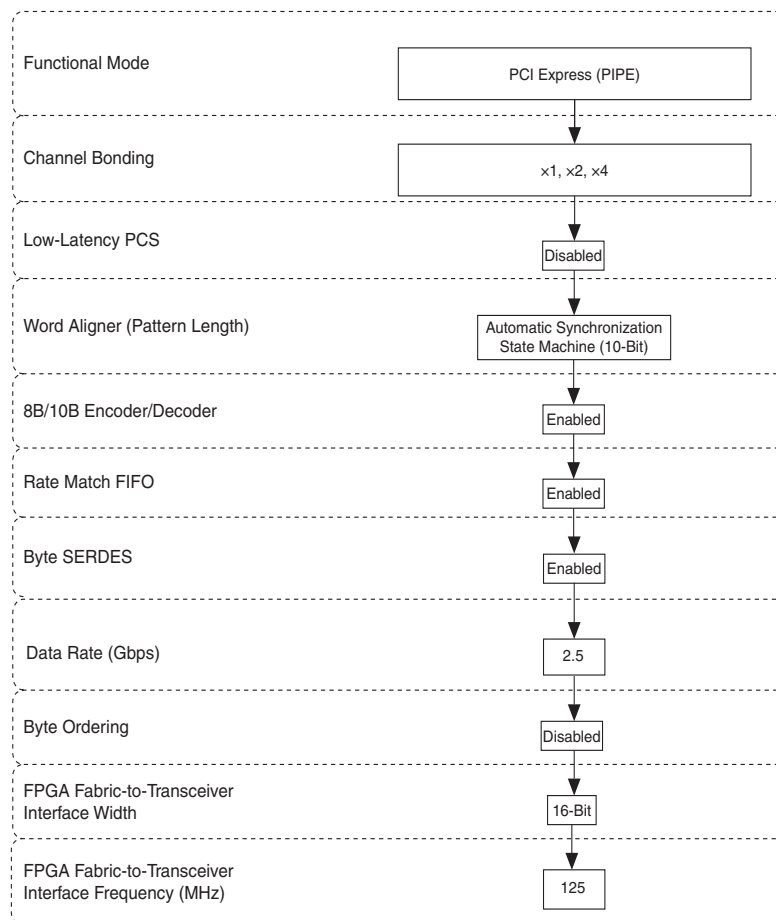 Functional Mode
PCI Express (PIPE)
Channel Bonding
×1, ×2, ×4
Low-Latency PCS
Disabled
Word Aligner (Pattern Length)
Automatic Synchronization
State Machine (10-Bit)
8B/10B Encoder/Decoder
Enabled
Rate Match FIFO
Enabled
Byte SERDES
Enabled
Data Rate (Gbps)
2.5
Byte Ordering
Disabled
FPGA Fabric-to-Transceiver
Interface Width
16-Bit
FPGA Fabric-to-Transceiver
Interface Frequency (MHz)
125